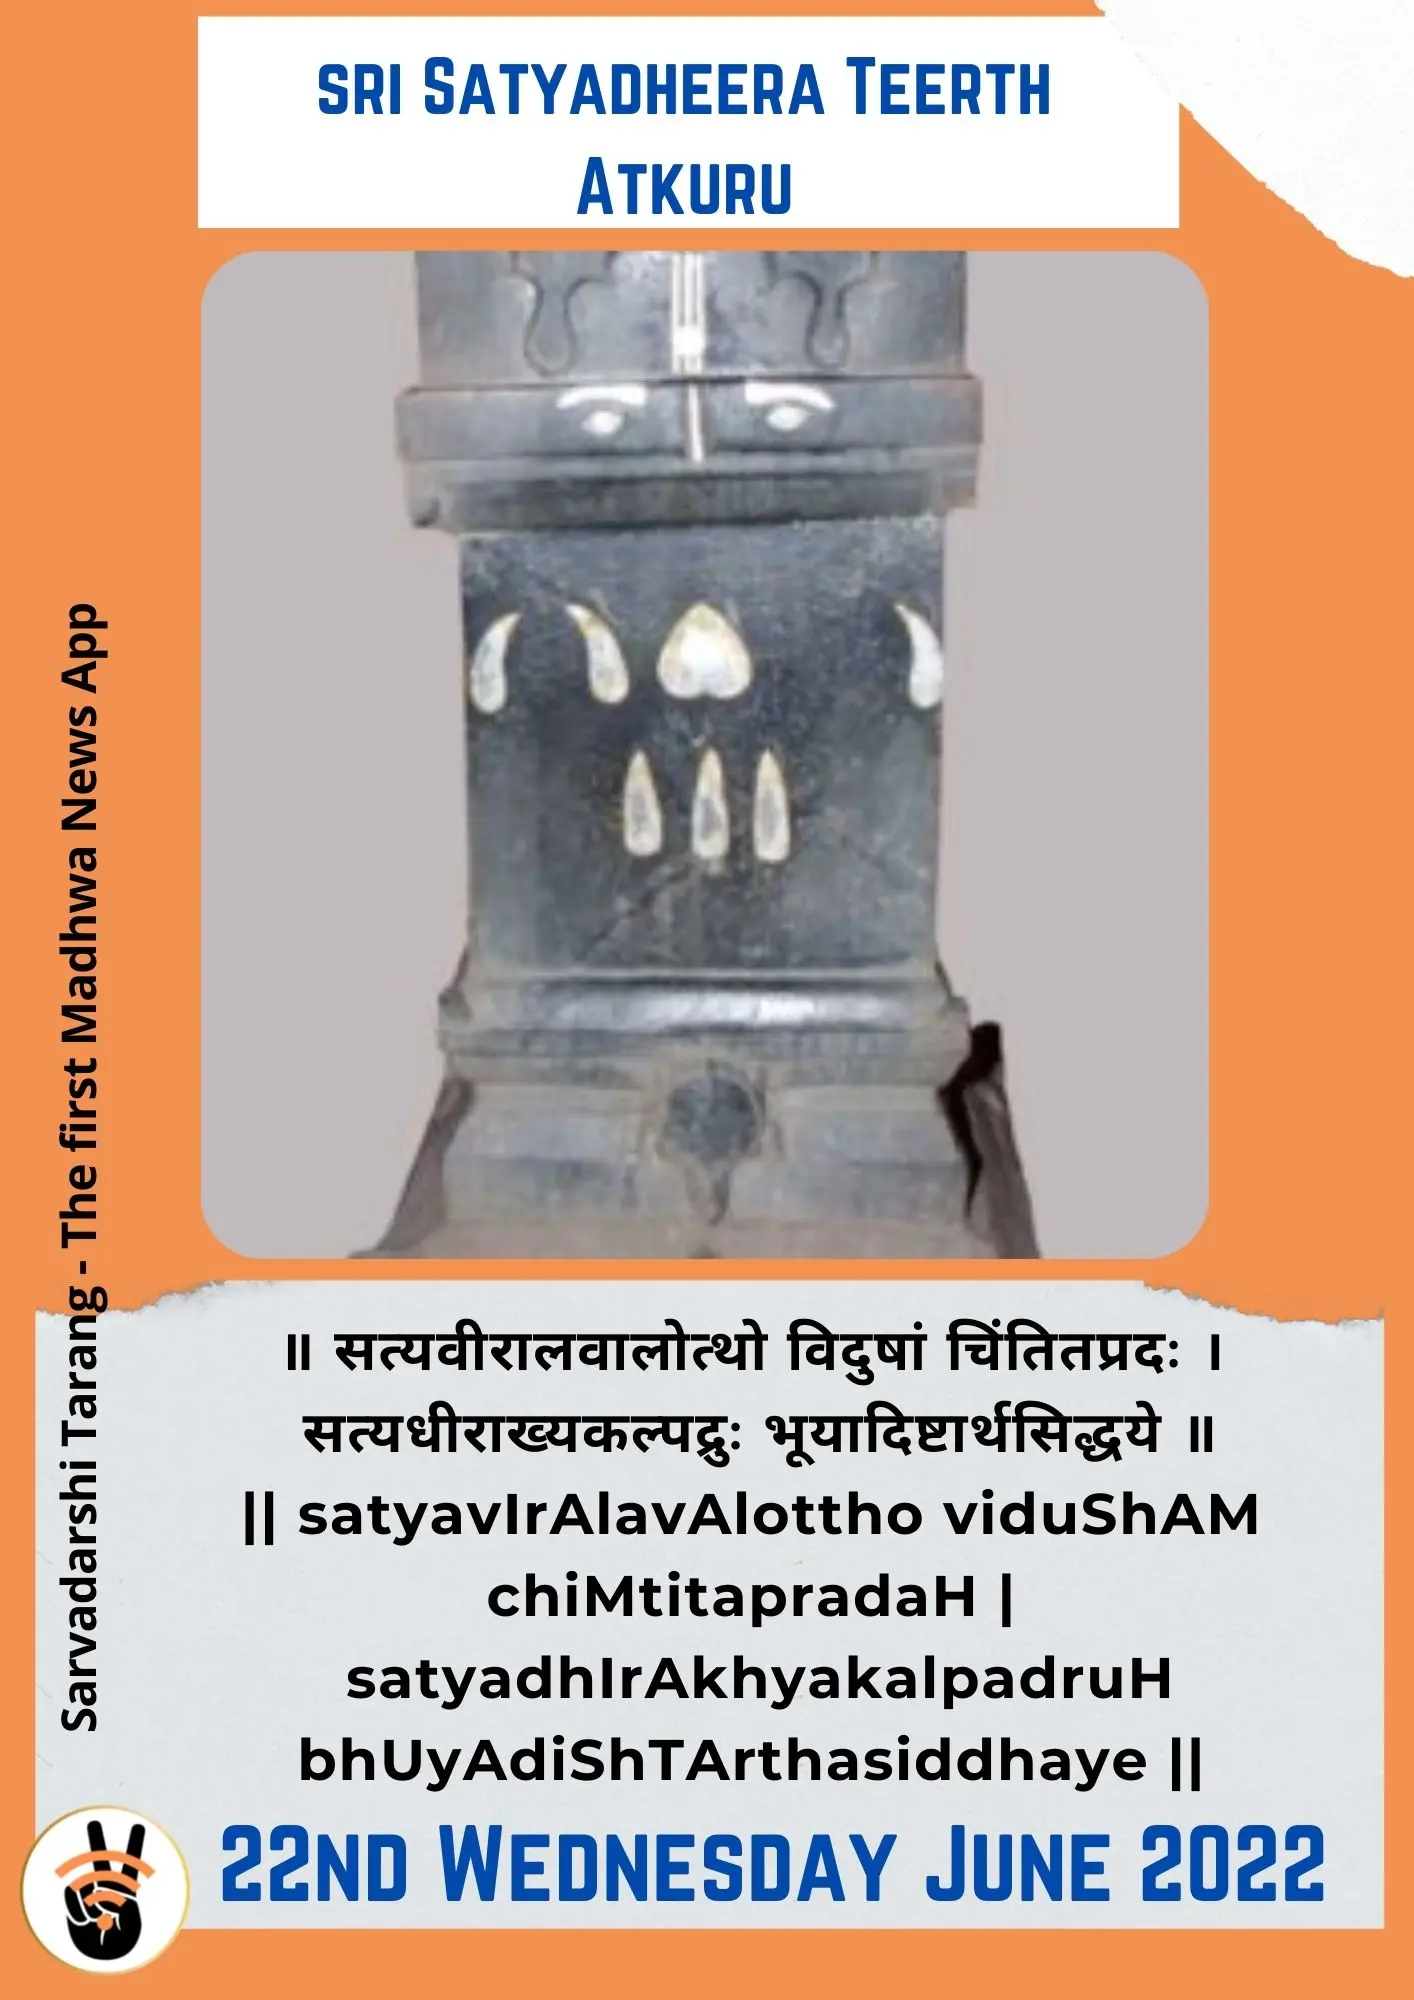 SRI SATYADHEERA TEERTH
ATKURU
॥ सत्यवीरालवालोत्थो विदुषां चिंतितप्रदः ।
सत्यधीराख्यकल्पद्रुः भूयादिष्टार्थसिद्धये ॥
|| satyavIrAlavAlottho viduShAM
chiMtitapradaH |
satyadhIrAkhyakalpadruH
bhUyAdiShTArthasiddhaye ||
22ND WEDNESDAY JUNE 2022
Sarvadarshi Tarang - The first Madhwa News App